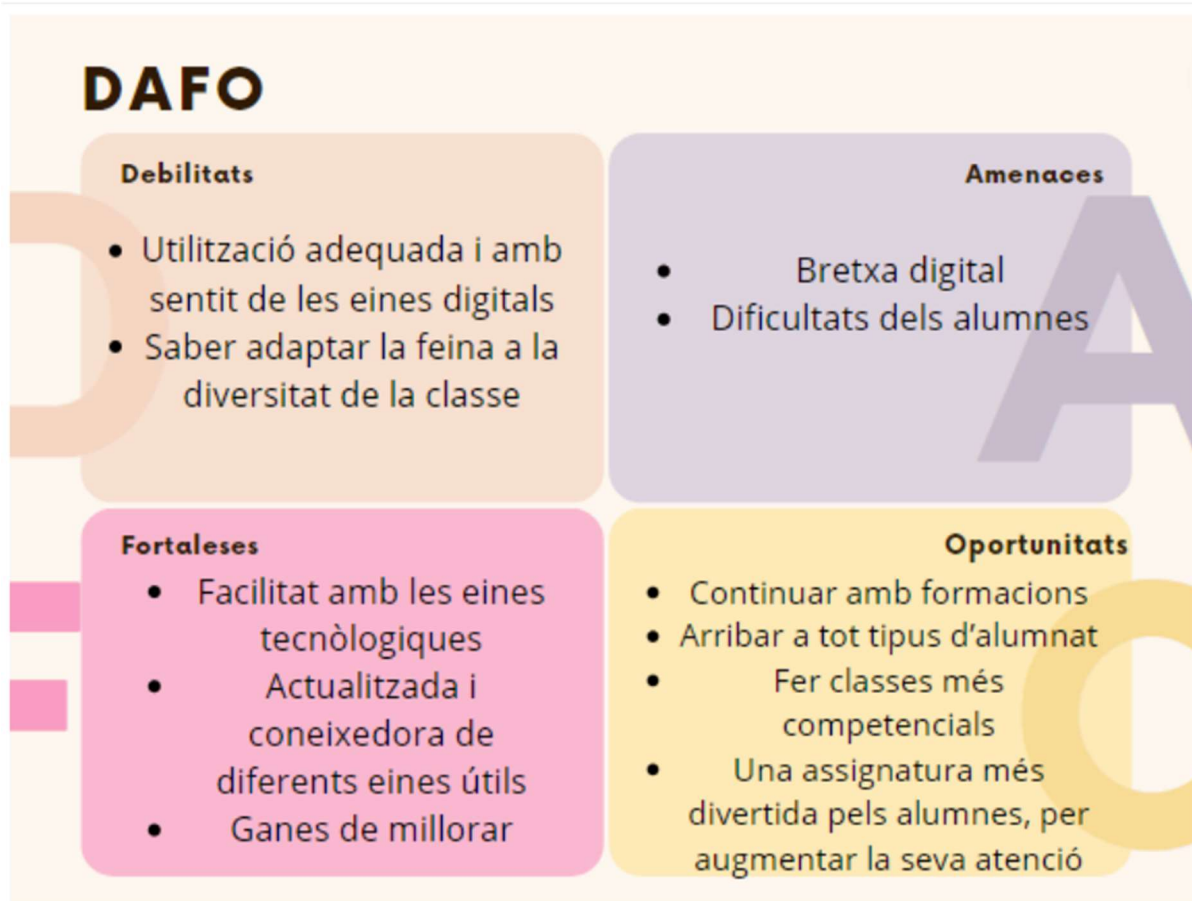 DAFO
Debilitats
• Utilització adequada i amb
sentit de les eines digitals
• Saber adaptar la feina a la
diversitat de la classe
Amenaces
• Bretxa digital
• Dificultats dels alumnes
Fortaleses
• Facilitat amb les eines
tecnòlogiques
• Actualitzada i
coneixedora de
diferents eines útils
• Ganes de millorar
Oportunitats
• Continuar amb formacions
• Arribar a tot tipus d’alumnat
• Fer classes més
competencials
• Una assignatura més
divertida pels alumnes, per
augmentar la seva atenció
D
A
F
O